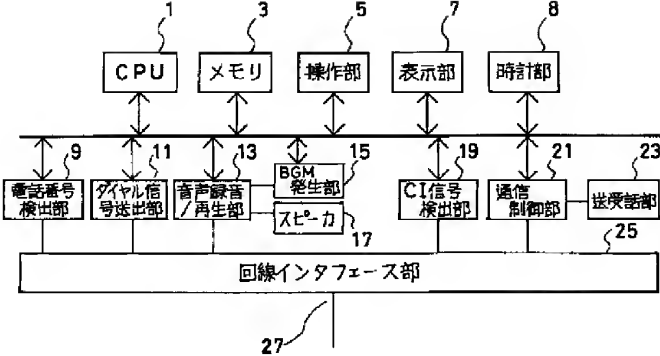 1 3 5 7 8
CPU メモリ 操作部 表示部 時計部
9 11 13 15 19 21 23
電話番号
検出部
ダイヤル信
号送出部
音声録音
/再生部
BGM
発生部
スピーカ
17
CI信号
検出部
通信
制御部
送受話部
25
回線インタフェース部
27